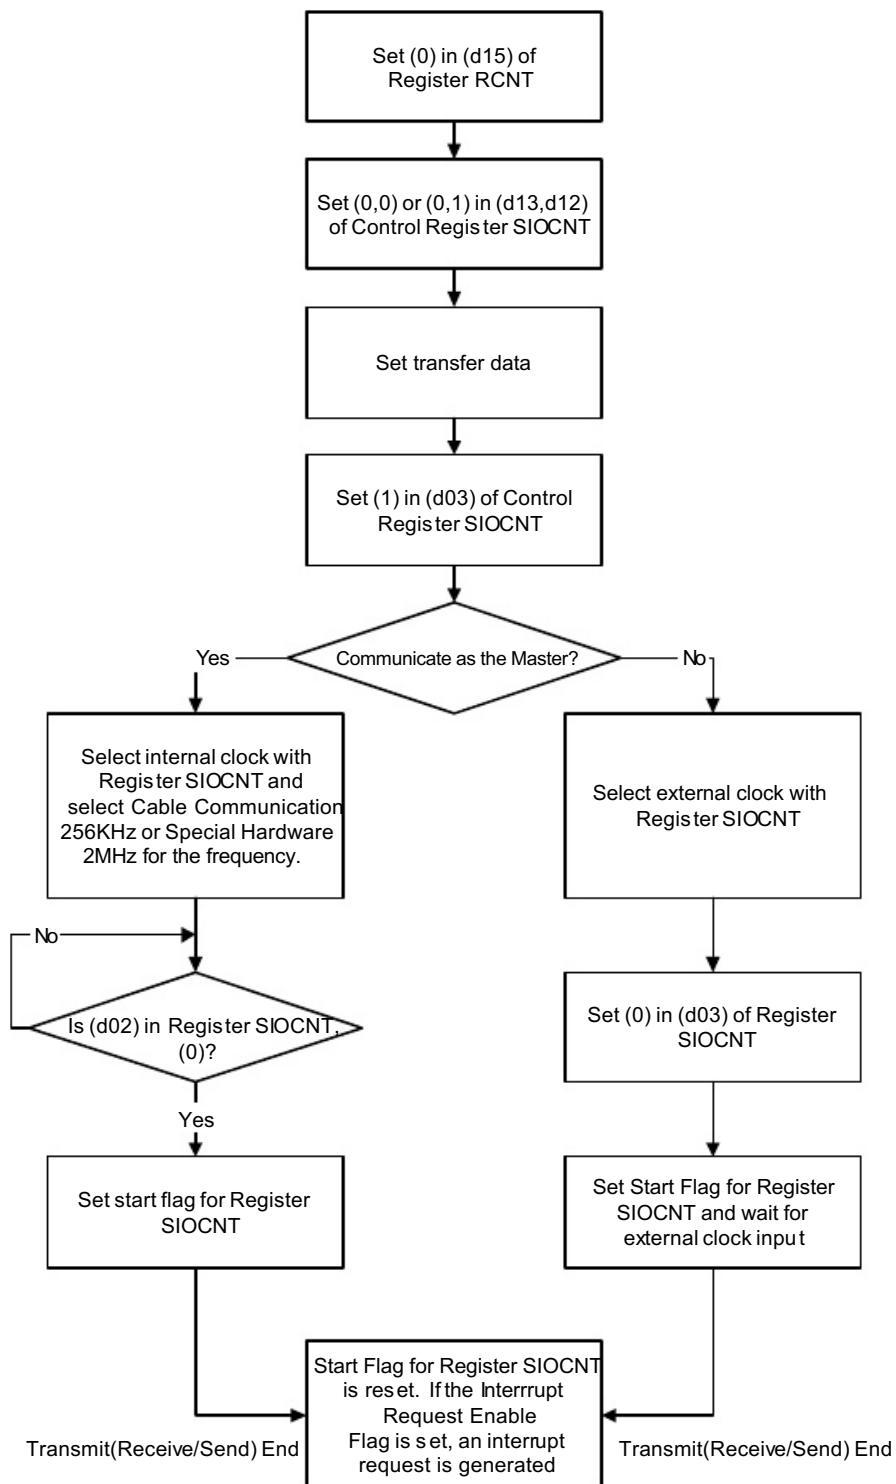 Set (0) in (d15) of
Register RCNT
Set (0,0) or (0,1) in (d13,d12)
of Control Register SIOCNT
Set transfer data
Set (1) in (d03) of Control
Register SIOCNT
Communicate as the Master?
Yes
No
Select internal clock with
Register SIOCNT and
select Cable Communication
256KHz or Special Hardware
2MHz for the frequency.
Select external clock with
Register SIOCNT
No
Is (d02) in Register SIOCNT,
(0)?
Set (0) in (d03) of Register
SIOCNT
Yes
Set start flag for Register
SIOCNT
Set Start Flag for Register
SIOCNT and wait for
external clock input
Start Flag for Register SIOCNT
is reset. If the Interrrupt
Request Enable
Flag is set, an interrupt
request is generated
Transmit(Receive/Send) End
Transmit(Receive/Send) End